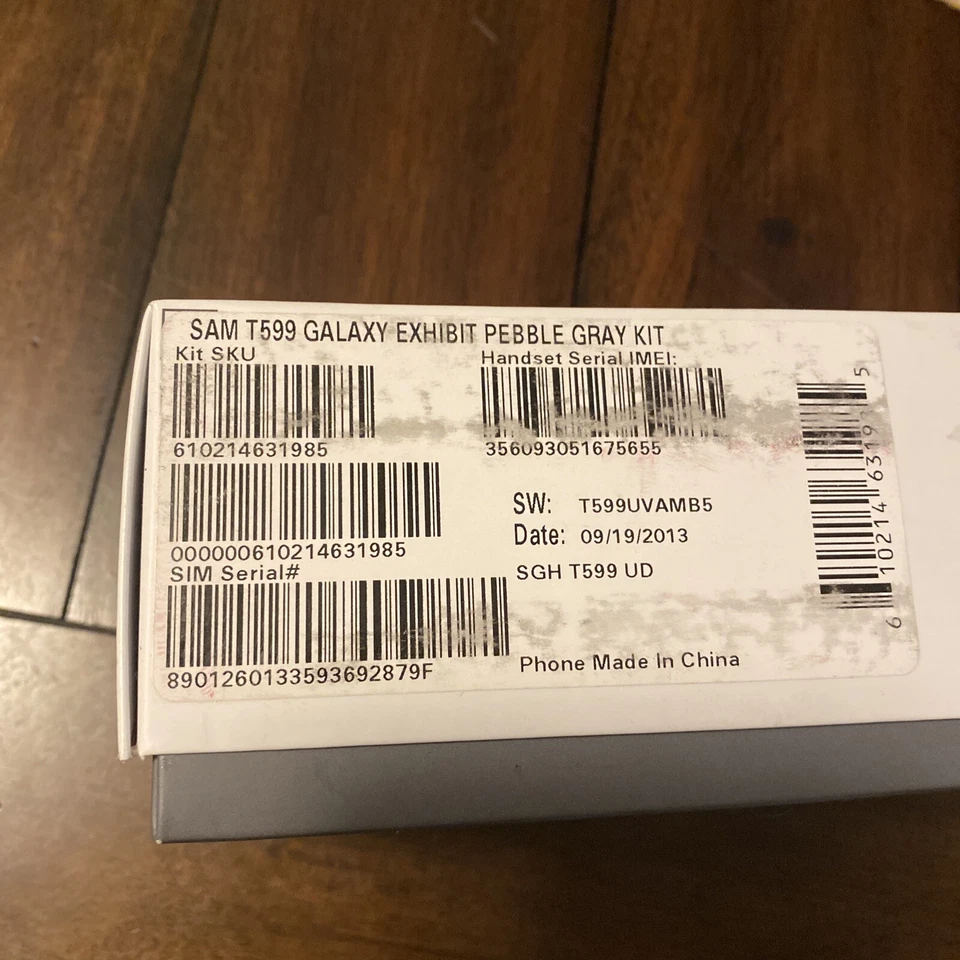 SAM T599 GALAXY EXHIBIT PEBBLE GRAY KIT
Kit SKU
610214631985
0000000610214631985
SIM Serial#
8901260133593692879F
Handset Serial IMEI:
356093051675655
SW: T599UVAMB5
Date: 09/19/2013
SGH T599 UD
Phone Made In China
6 10214 63198 5